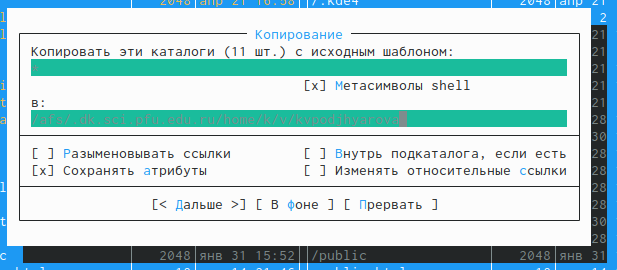 2048 апр 21 16:58 /.kde4 2048 апр 21
Копирование
Копировать эти каталоги (11 шт.) с исходным шаблоном:
[x] Метасимволы shell
в:
[ ] Разыменовывать ссылки [ ] Внутрь подкаталога, если есть
[x] Сохранять атрибуты [ ] Изменять относительные ссылки
[< Дальше >] [ В фоне ] [ Прервать ]
2048 янв 31 15:52 /public 2048 янв 31